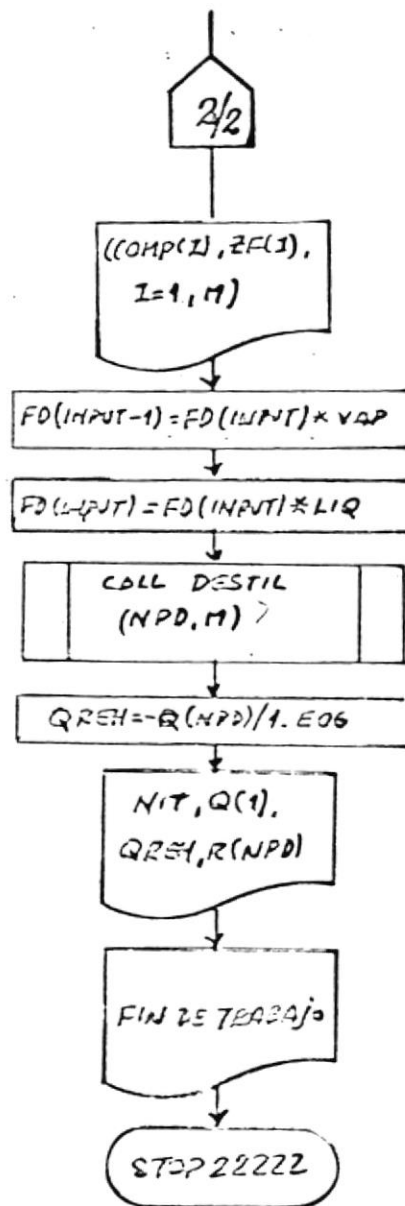 2/2
(COMP(I), ZF(I),
I=1, M)
FD(INPUT-1)=FD(INPUT)*VAP
FD(INPUT)=FD(INPUT)*LIQ
CALL DESTIL
(NPD,M)
QREH=-Q(NPD)/1.E06
NIT, Q(1),
QREH, R(NPD)
FIN DE TRABAJO
STOP 22222